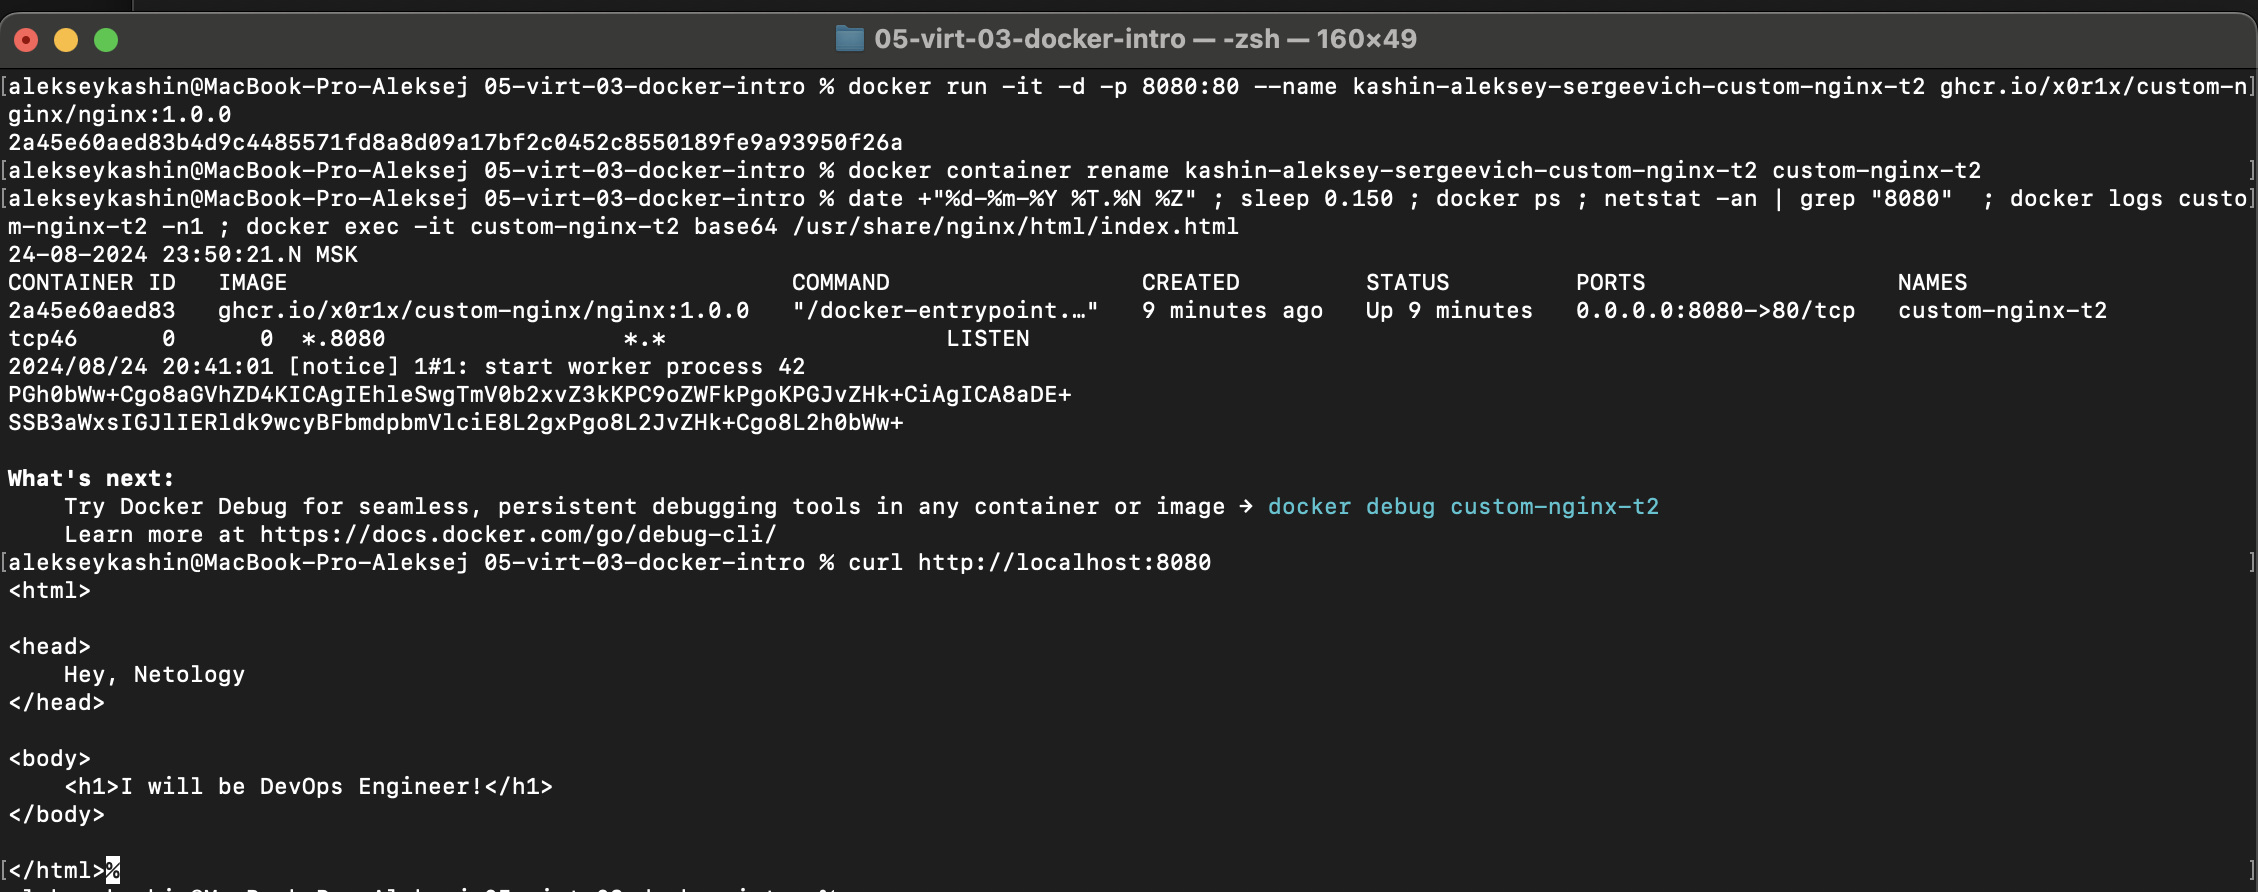 05-virt-03-docker-intro — -zsh — 160×49
[alekseykashin@MacBook-Pro-Aleksej 05-virt-03-docker-intro % docker run -it -d -p 8080:80 --name kashin-aleksey-sergeevich-custom-nginx-t2 ghcr.io/x0r1x/custom-n]
ginx/nginx:1.0.0
2a45e60aed83b4d9c4485571fd8a8d09a17bf2c0452c8550189fe9a93950f26a
[alekseykashin@MacBook-Pro-Aleksej 05-virt-03-docker-intro % docker container rename kashin-aleksey-sergeevich-custom-nginx-t2 custom-nginx-t2 ]
[alekseykashin@MacBook-Pro-Aleksej 05-virt-03-docker-intro % date +"%d-%m-%Y %T.%N %Z" ; sleep 0.150 ; docker ps ; netstat -an | grep "8080"  ; docker logs custo]
m-nginx-t2 -n1 ; docker exec -it custom-nginx-t2 base64 /usr/share/nginx/html/index.html
24-08-2024 23:50:21.N MSK
CONTAINER ID   IMAGE                                    COMMAND                  CREATED         STATUS         PORTS                  NAMES
2a45e60aed83   ghcr.io/x0r1x/custom-nginx/nginx:1.0.0   "/docker-entrypoint.…"   9 minutes ago   Up 9 minutes   0.0.0.0:8080->80/tcp   custom-nginx-t2
tcp46      0      0  *.8080                 *.*                    LISTEN
2024/08/24 20:41:01 [notice] 1#1: start worker process 42
PGh0bWw+Cgo8aGVhZD4KICAgIEhleSwgTmV0b2xvZ3kKPC9oZWFkPgoKPGJvZHk+CiAgICA8aDE+
SSB3aWxsIGJlIERldk9wcyBFbmdpbmVlciE8L2gxPgo8L2JvZHk+Cgo8L2h0bWw+

What's next:
    Try Docker Debug for seamless, persistent debugging tools in any container or image → docker debug custom-nginx-t2
    Learn more at https://docs.docker.com/go/debug-cli/
[alekseykashin@MacBook-Pro-Aleksej 05-virt-03-docker-intro % curl http://localhost:8080 ]
<html>

<head>
    Hey, Netology
</head>

<body>
    <h1>I will be DevOps Engineer!</h1>
</body>

[</html>% ]